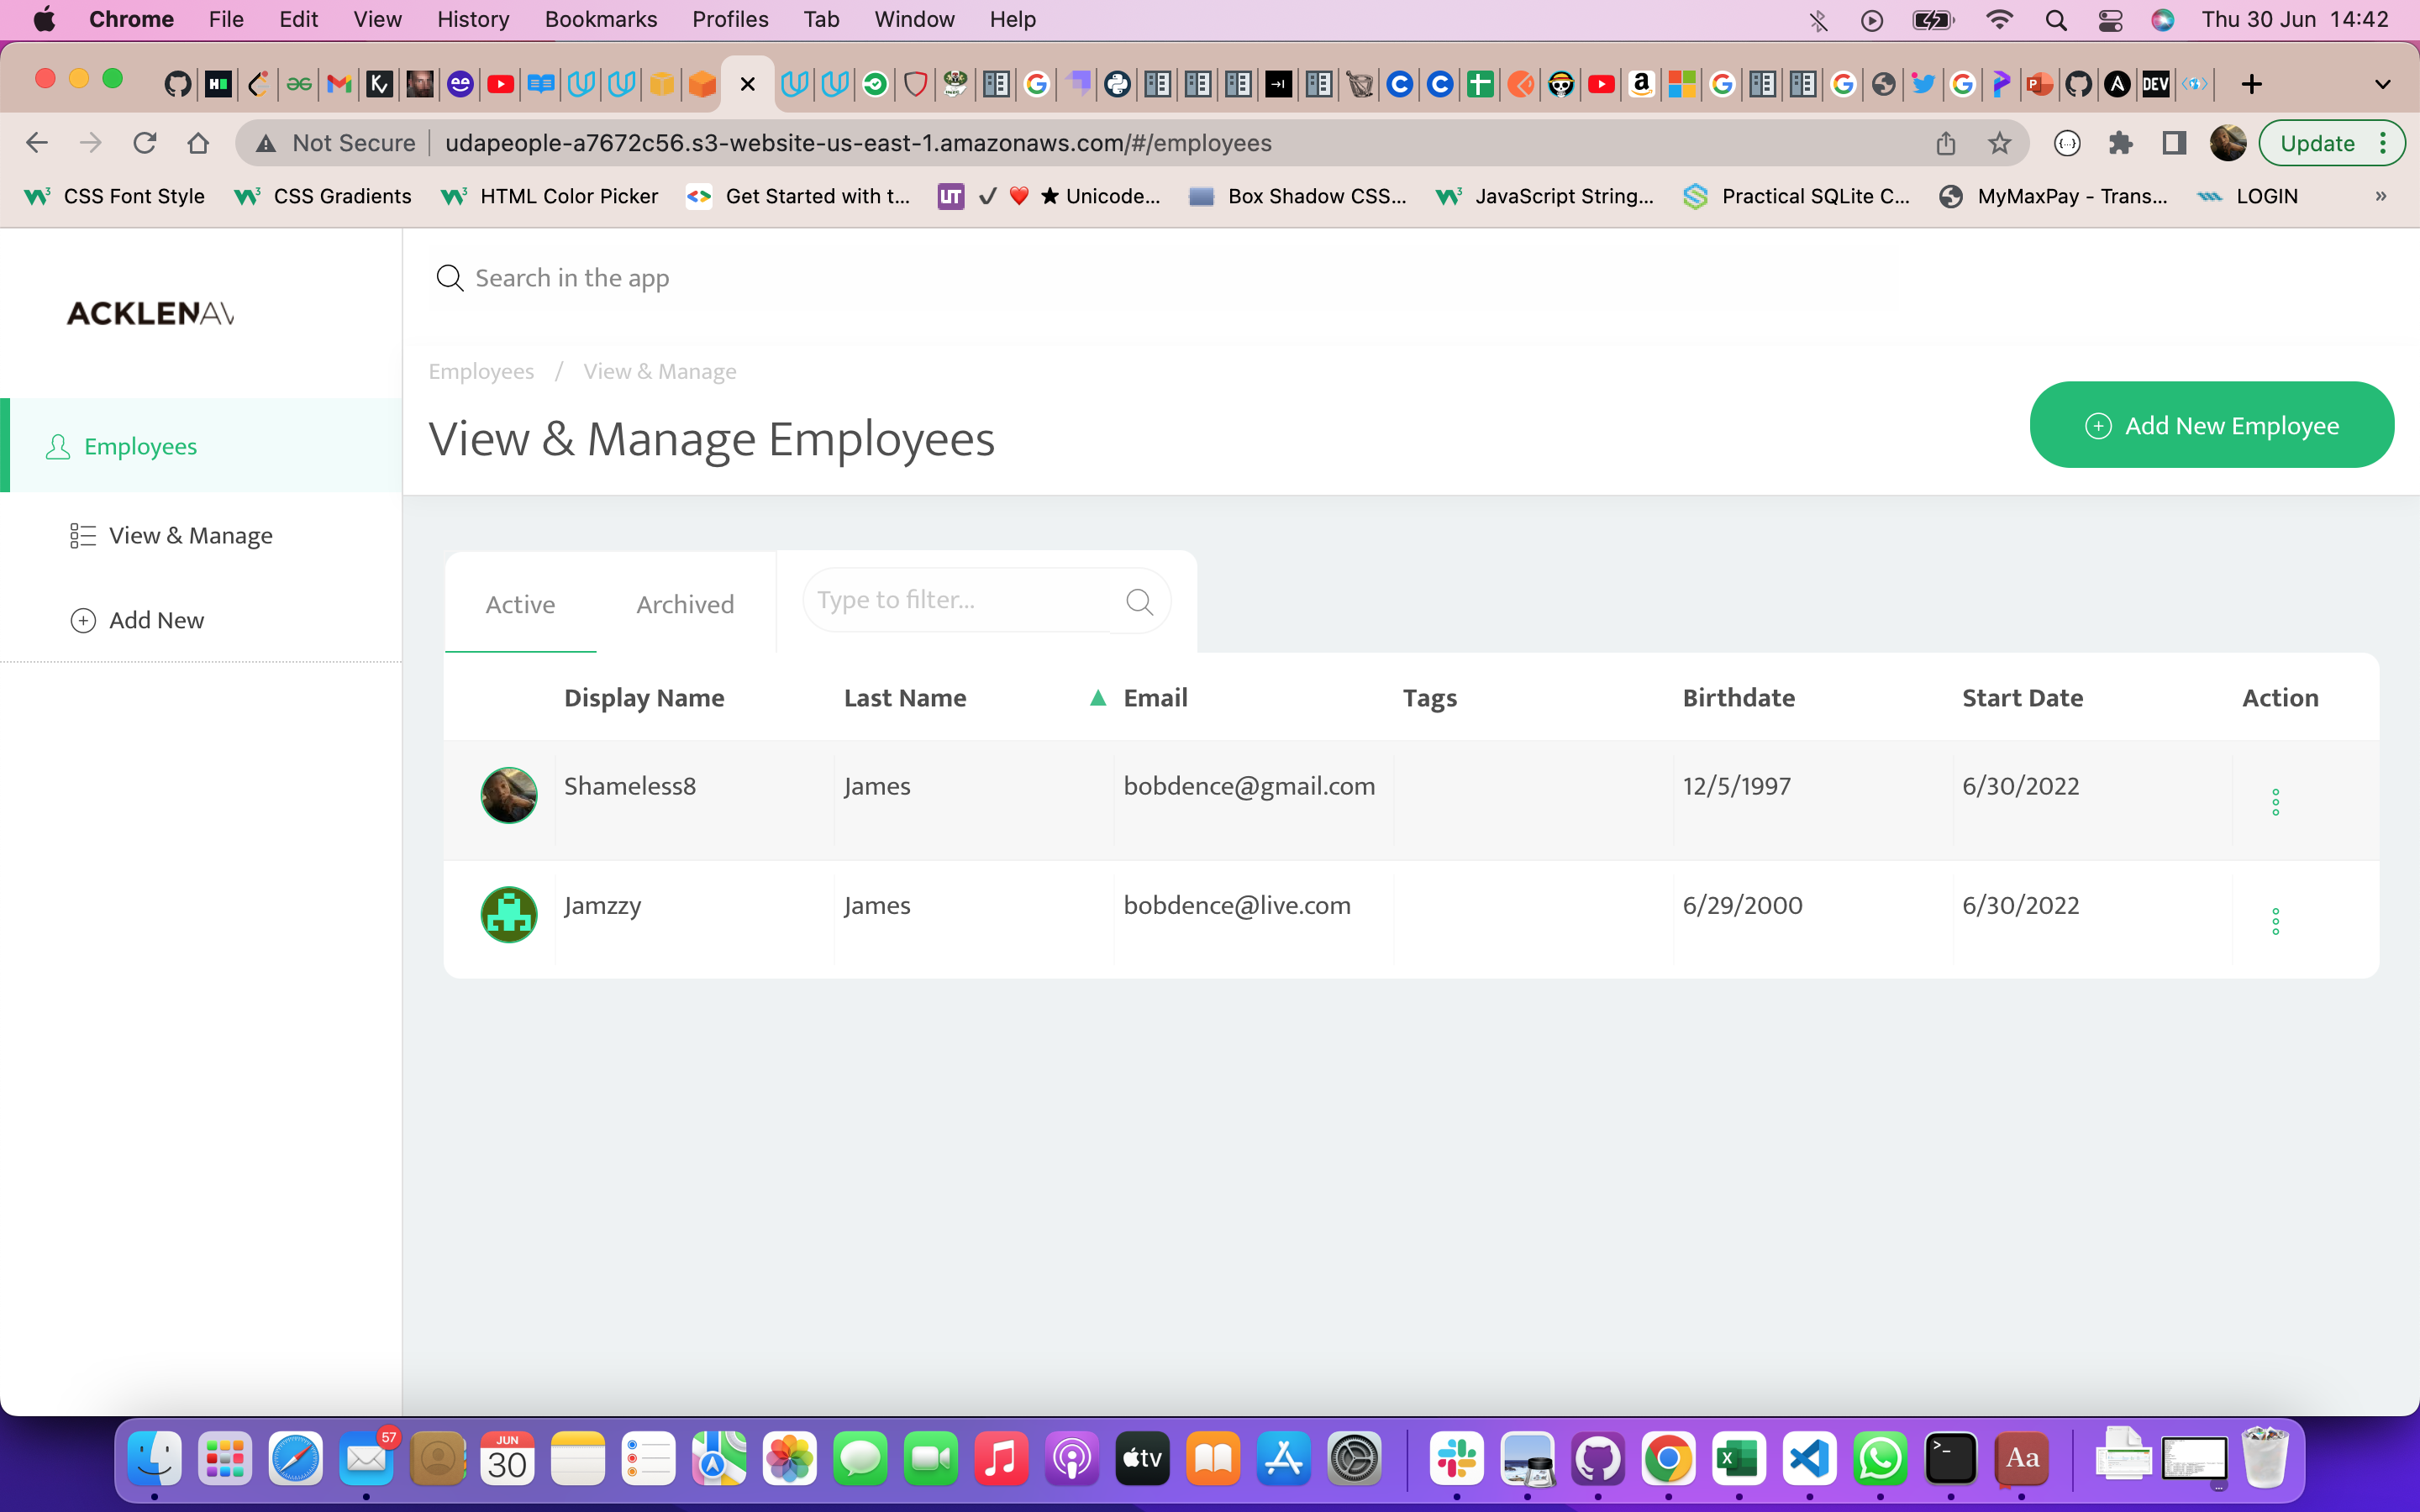 Chrome File Edit View History Bookmarks Profiles Tab Window Help Thu 30 Jun 14:42
Not Secure udapeople-a7672c56.s3-website-us-east-1.amazonaws.com/#/employees Update
CSS Font Style CSS Gradients HTML Color Picker Get Started with t... UT ✓ ❤️ ★ Unicode... Box Shadow CSS... JavaScript String... Practical SQLite C... MyMaxPay - Trans... LOGIN »
Search in the app
ACKLENAV
Employees / View & Manage
View & Manage Employees
Add New Employee
Employees
View & Manage
Add New
Active Archived Type to filter...
Display Name Last Name ▲ Email Tags Birthdate Start Date Action
Shameless8 James bobdence@gmail.com 12/5/1997 6/30/2022
Jamzzy James bobdence@live.com 6/29/2000 6/30/2022
57
JUN
30
tv
Aa